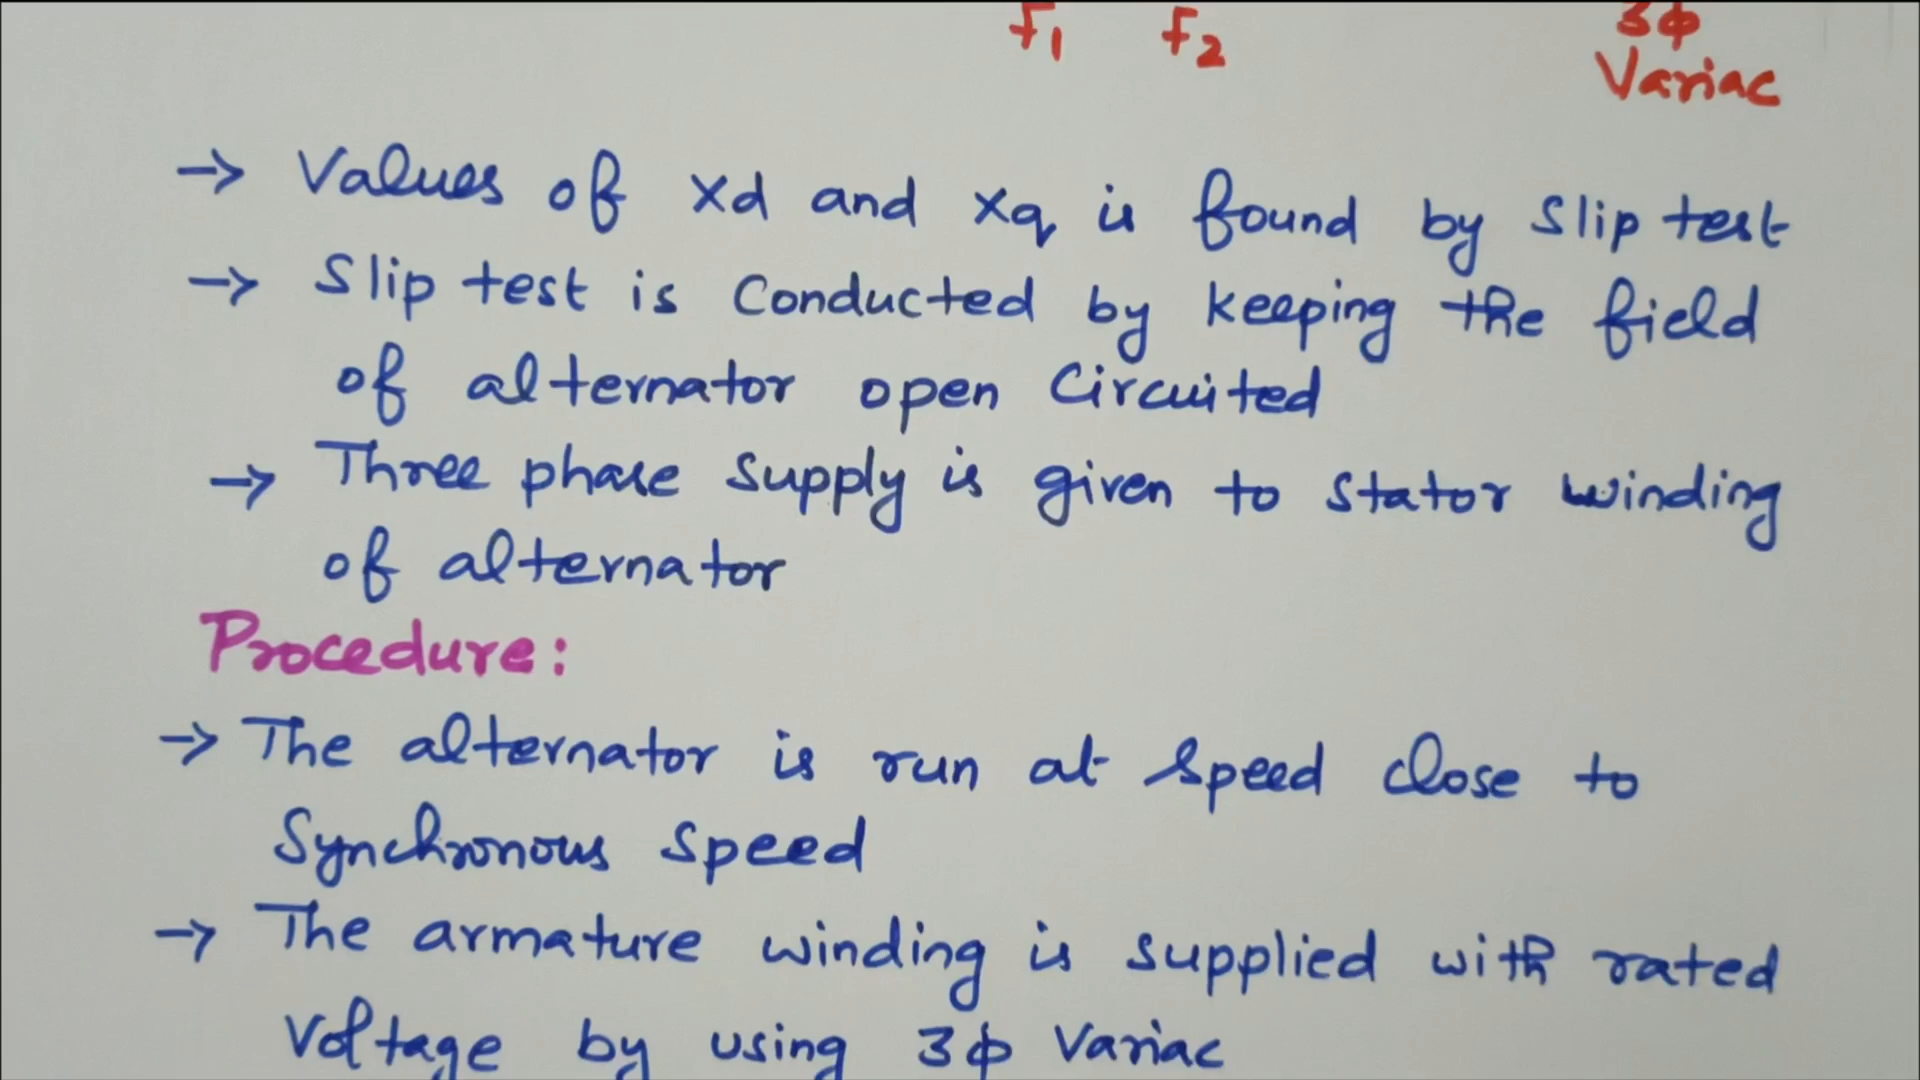 F1 F2 3ф
Variac
→ Values of Xd and Xq is found by Slip test
→ Slip test is Conducted by keeping the field
of alternator open Circuited
→ Three phase supply is given to stator winding
of alternator
Procedure:
→ The alternator is run at speed close to
Synchronous speed
→ The armature winding is supplied with rated
Voltage by using 3ф Variac